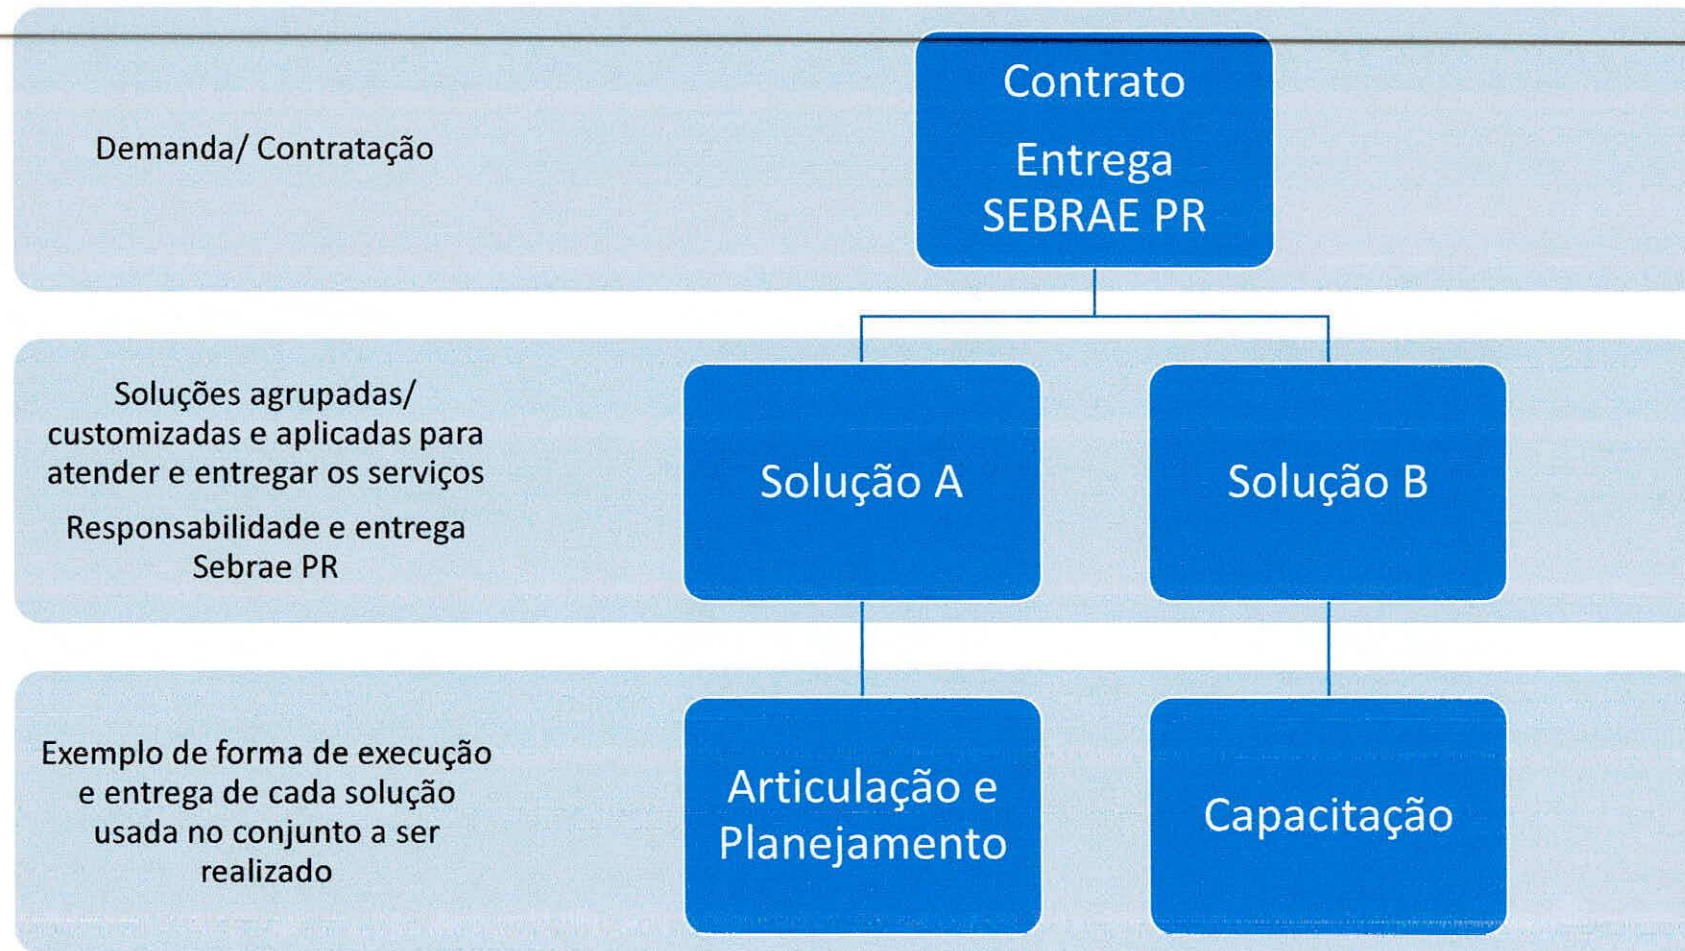 Demanda/ Contratação
Contrato
Entrega
SEBRAE PR
Soluções agrupadas/
customizadas e aplicadas para
atender e entregar os serviços
Responsabilidade e entrega
Sebrae PR
Solução A
Solução B
Exemplo de forma de execução
e entrega de cada solução
usada no conjunto a ser
realizado
Articulação e
Planejamento
Capacitação